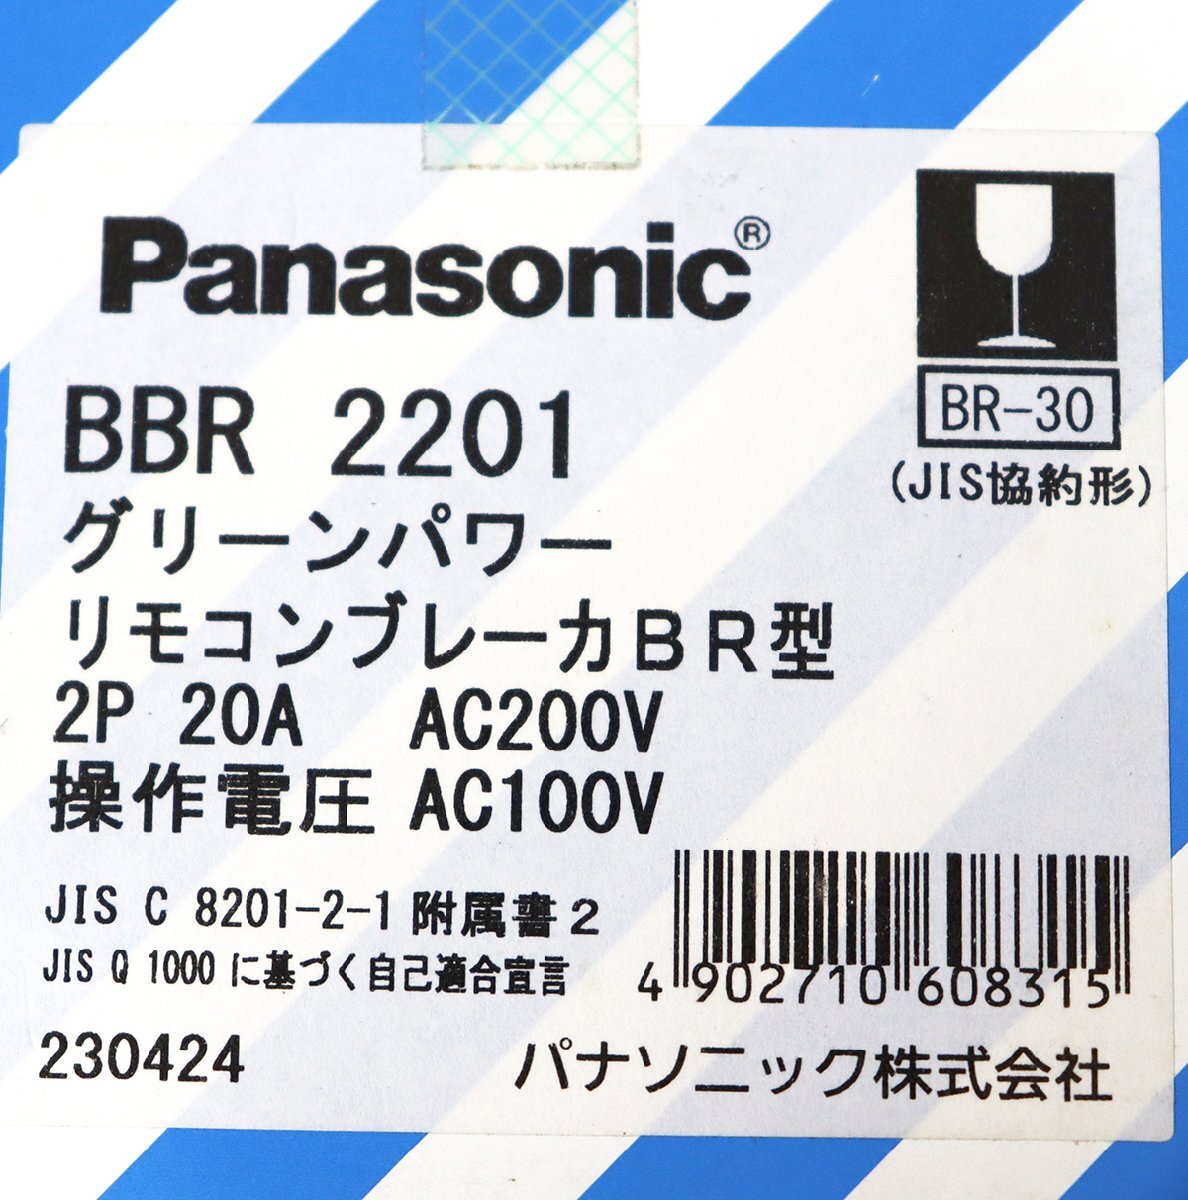 Panasonic®
BBR 2201
グリーンパワー
リモコンブレーカBR型
2P 20A AC200V
操作電圧 AC100V
BR-30
(JIS協約形)
JIS C 8201-2-1 附属書2
JIS Q 1000 に基づく自己適合宣言
4 902710 608315
230424
パナソニック株式会社